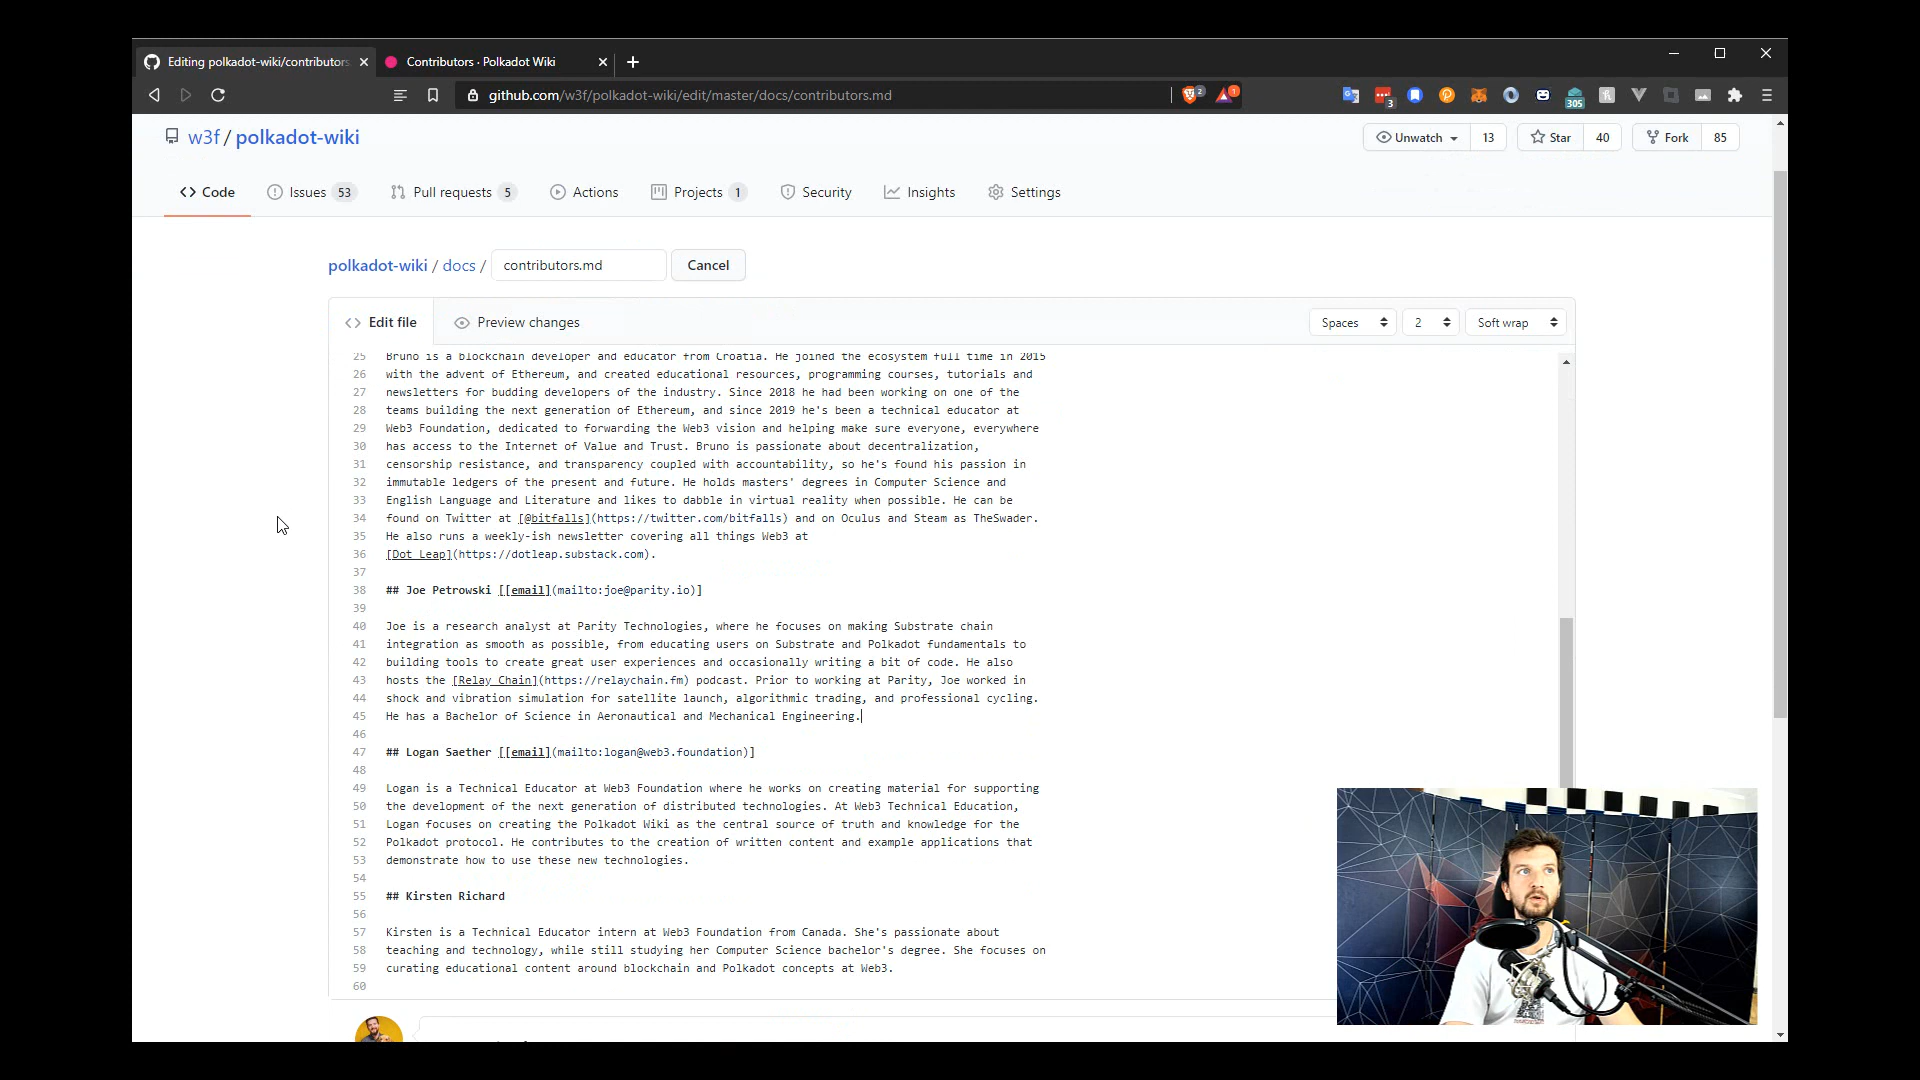 Editing polkadot-wiki/contributors.
Contributors · Polkadot Wiki
github.com/w3f/polkadot-wiki/edit/master/docs/contributors.md
2
1
3
305
w3f / polkadot-wiki
Unwatch 13
Star 40
Fork 85
Code
Issues 53
Pull requests 5
Actions
Projects 1
Security
Insights
Settings
polkadot-wiki / docs / contributors.md Cancel
Edit file
Preview changes
Spaces 2 Soft wrap
25 Bruno is a blockchain developer and educator from Croatia. He joined the ecosystem full time in 2015
26 with the advent of Ethereum, and created educational resources, programming courses, tutorials and
27 newsletters for budding developers of the industry. Since 2018 he had been working on one of the
28 teams building the next generation of Ethereum, and since 2019 he's been a technical educator at
29 Web3 Foundation, dedicated to forwarding the Web3 vision and helping make sure everyone, everywhere
30 has access to the Internet of Value and Trust. Bruno is passionate about decentralization,
31 censorship resistance, and transparency coupled with accountability, so he's found his passion in
32 immutable ledgers of the present and future. He holds masters' degrees in Computer Science and
33 English Language and Literature and likes to dabble in virtual reality when possible. He can be
34 found on Twitter at [@bitfalls](https://twitter.com/bitfalls) and on Oculus and Steam as TheSwader.
35 He also runs a weekly-ish newsletter covering all things Web3 at
36 [Dot Leap](https://dotleap.substack.com).
37
38 ## Joe Petrowski [[email](mailto:joe@parity.io)]
39
40 Joe is a research analyst at Parity Technologies, where he focuses on making Substrate chain
41 integration as smooth as possible, from educating users on Substrate and Polkadot fundamentals to
42 building tools to create great user experiences and occasionally writing a bit of code. He also
43 hosts the [Relay Chain](https://relaychain.fm) podcast. Prior to working at Parity, Joe worked in
44 shock and vibration simulation for satellite launch, algorithmic trading, and professional cycling.
45 He has a Bachelor of Science in Aeronautical and Mechanical Engineering.
46
47 ## Logan Saether [[email](mailto:logan@web3.foundation)]
48
49 Logan is a Technical Educator at Web3 Foundation where he works on creating material for supporting
50 the development of the next generation of distributed technologies. At Web3 Technical Education,
51 Logan focuses on creating the Polkadot Wiki as the central source of truth and knowledge for the
52 Polkadot protocol. He contributes to the creation of written content and example applications that
53 demonstrate how to use these new technologies.
54
55 ## Kirsten Richard
56
57 Kirsten is a Technical Educator intern at Web3 Foundation from Canada. She's passionate about
58 teaching and technology, while still studying her Computer Science bachelor's degree. She focuses on
59 curating educational content around blockchain and Polkadot concepts at Web3.
60